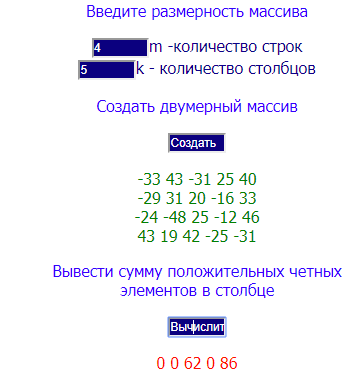 Введите размерность массива
4 m -количество строк
5 k - количество столбцов
Создать двумерный массив
Создать
-33 43 -31 25 40
-29 31 20 -16 33
-24 -48 25 -12 46
43 19 42 -25 -31
Вывести сумму положительных четных
элементов в столбце
Вычислит
0 0 62 0 86